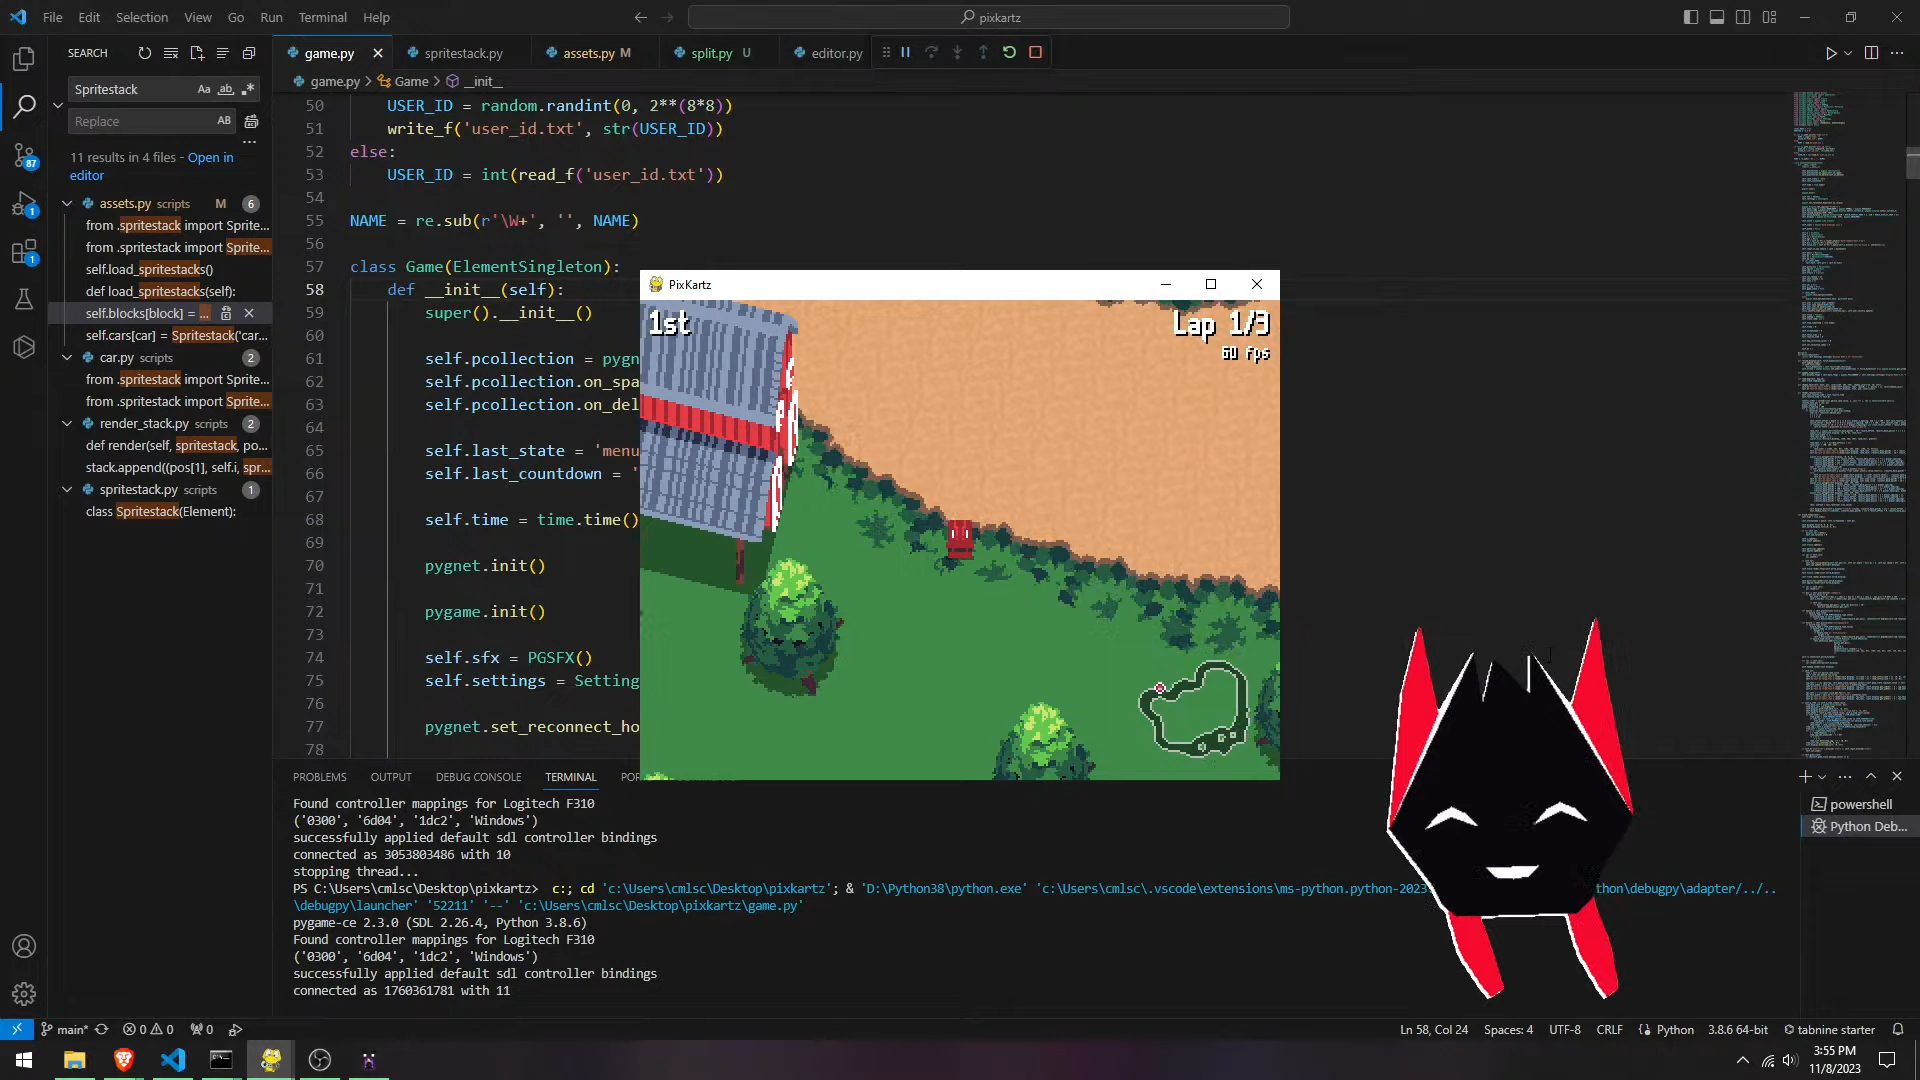 File Edit Selection View Go Run Terminal Help
pixkartz
SEARCH
game.py
spritestack.py
assets.py M
split.py U
editor.py
game.py > Game > __init__
Spritestack
Aa ab
Replace
AB
11 results in 4 files - Open in
editor
assets.py scripts M 6
from .spritestack import Sprite...
from .spritestack import Sprite...
self.load_spritestacks()
def load_spritestacks(self):
self.blocks[block] = ...
self.cars[car] = Spritestack('car...
car.py scripts 2
from .spritestack import Sprite...
from .spritestack import Sprite...
render_stack.py scripts 2
def render(self, spritestack, po...
stack.append((pos[1], self.i, spr...
spritestack.py scripts 1
class Spritestack(Element):
87
1
1
50 USER_ID = random.randint(0, 2**(8*8))
51 write_f('user_id.txt', str(USER_ID))
52 else:
53 USER_ID = int(read_f('user_id.txt'))
54
55 NAME = re.sub(r'\W+', '', NAME)
56
57 class Game(ElementSingleton):
58 def __init__(self):
59 super().__init__()
60
61 self.pcollection = pygn
62 self.pcollection.on_spa
63 self.pcollection.on_del
64
65 self.last_state = 'menu
66 self.last_countdown = '
67
68 self.time = time.time()
69
70 pygnet.init()
71
72 pygame.init()
73
74 self.sfx = PGSFX()
75 self.settings = Setting
76
77 pygnet.set_reconnect_ho
78
PixKartz
1st
Lap 1/3
60 fps
PROBLEMS OUTPUT DEBUG CONSOLE TERMINAL PO
Found controller mappings for Logitech F310
('0300', '6d04', '1dc2', 'Windows')
successfully applied default sdl controller bindings
connected as 3053803486 with 10
stopping thread...
PS C:\Users\cmlsc\Desktop\pixkartz> c:; cd 'c:\Users\cmlsc\Desktop\pixkartz'; & 'D:\Python38\python.exe' 'c:\Users\cmlsc\.vscode\extensions\ms-python.python-2023. thon\debugpy\adapter/../..
\debugpy\launcher' '52211' '--' 'c:\Users\cmlsc\Desktop\pixkartz\game.py'
pygame-ce 2.3.0 (SDL 2.26.4, Python 3.8.6)
Found controller mappings for Logitech F310
('0300', '6d04', '1dc2', 'Windows')
successfully applied default sdl controller bindings
connected as 1760361781 with 11
powershell
Python Deb...
main* 0 0 0
Ln 58, Col 24 Spaces: 4 UTF-8 CRLF Python 3.8.6 64-bit tabnine starter
3:55 PM
11/8/2023